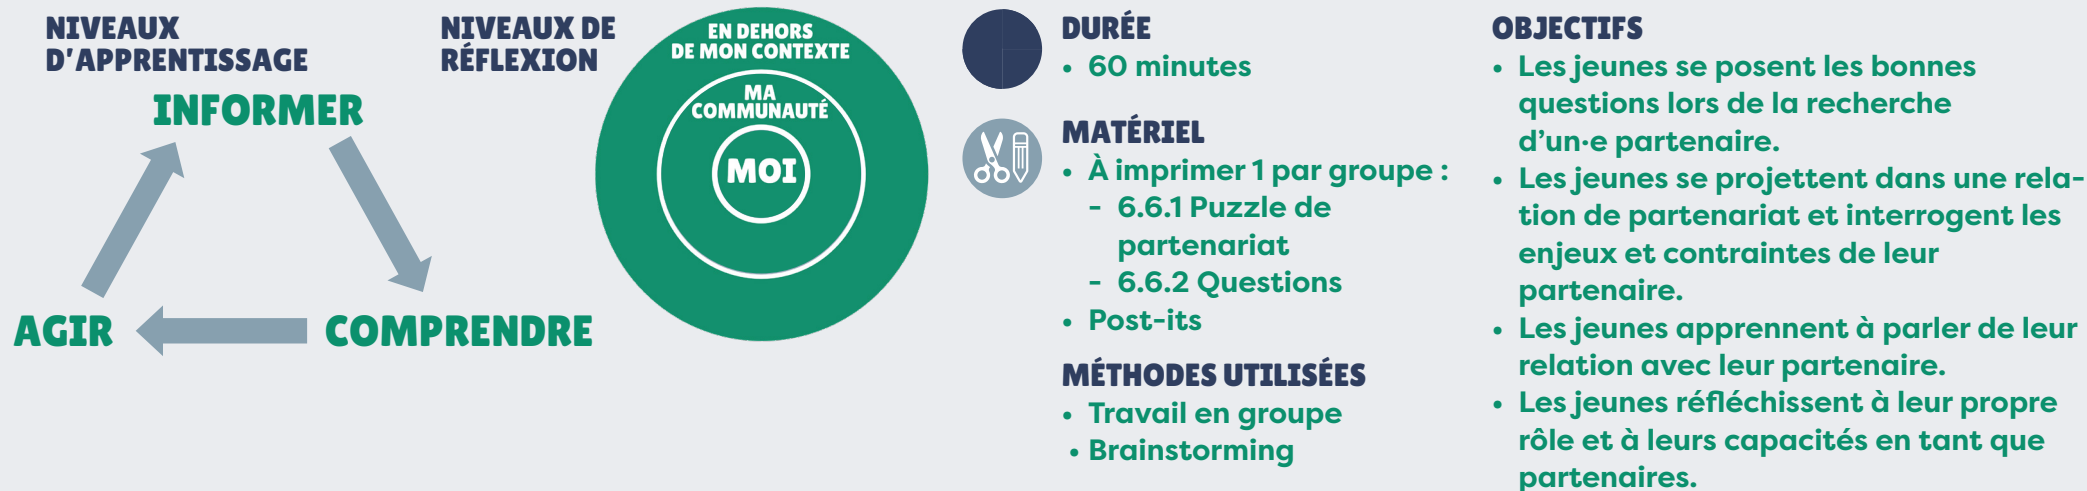 NIVEAUX
D'APPRENTISSAGE
INFORMER
AGIR
COMPRENDRE
NIVEAUX DE
RÉFLEXION
EN DEHORS
DE MON CONTEXTE
MA
COMMUNAUTÉ
MOI
DURÉE
• 60 minutes
MATÉRIEL
• À imprimer 1 par groupe :
- 6.6.1 Puzzle de
partenariat
- 6.6.2 Questions
• Post-its
MÉTHODES UTILISÉES
• Travail en groupe
• Brainstorming
OBJECTIFS
• Les jeunes se posent les bonnes
questions lors de la recherche
d'un·e partenaire.
• Les jeunes se projettent dans une rela-
tion de partenariat et interrogent les
enjeux et contraintes de leur
partenaire.
• Les jeunes apprennent à parler de leur
relation avec leur partenaire.
• Les jeunes réfléchissent à leur propre
rôle et à leurs capacités en tant que
partenaires.